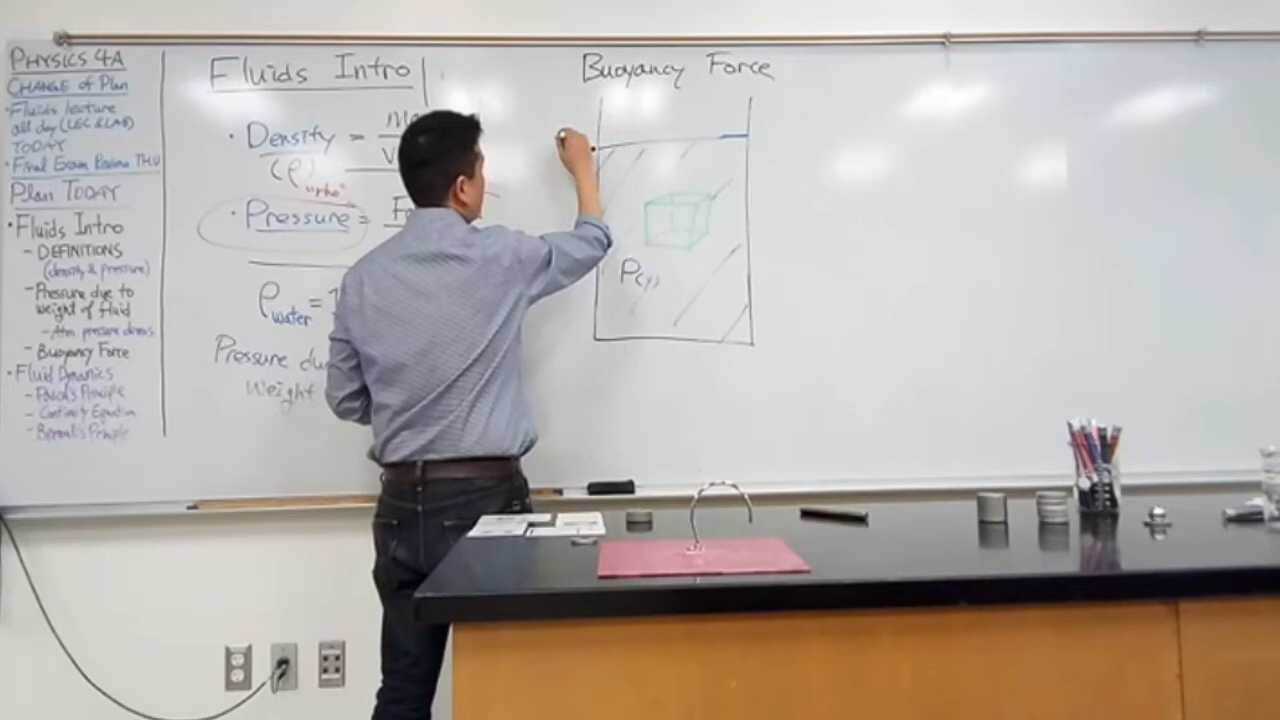 PHYSICS 4A
CHANGE of Plan
• Fluids lecture
all day (LEC & LAB)
TODAY
• Final Exam Review THU
Plan TODAY
• Fluids Intro
- DEFINITIONS
(density & pressure)
- Pressure due to
weight of fluid
- Atm. pressure demos
- Buoyancy Force
• Fluid Dynamics
- Pascal's Principle
- Continuity Equation
- Bernoulli's Principle
Fluids Intro
• Density =
(ρ) "rho"
• Pressure =
ρwater =
Pressure du
Weight
Buoyancy Force
P(y)